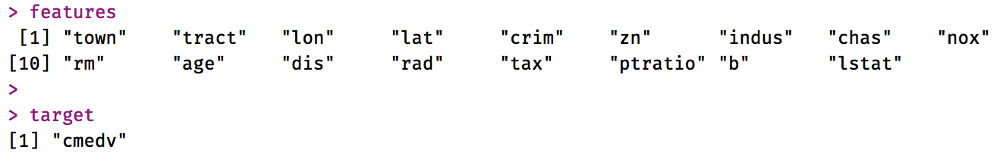 > features
 [1] "town"    "tract"   "lon"     "lat"     "crim"    "zn"      "indus"   "chas"    "nox"
[10] "rm"      "age"     "dis"     "rad"     "tax"     "ptratio" "b"       "lstat"
>
> target
[1] "cmedv"